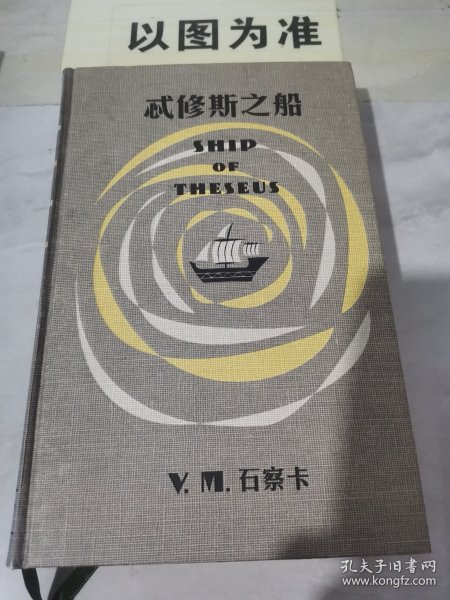 以图为准
忒修斯之船
SHIP
OF
THESEUS
V. M. 石察卡
孔夫子旧书网
www.kongfz.com